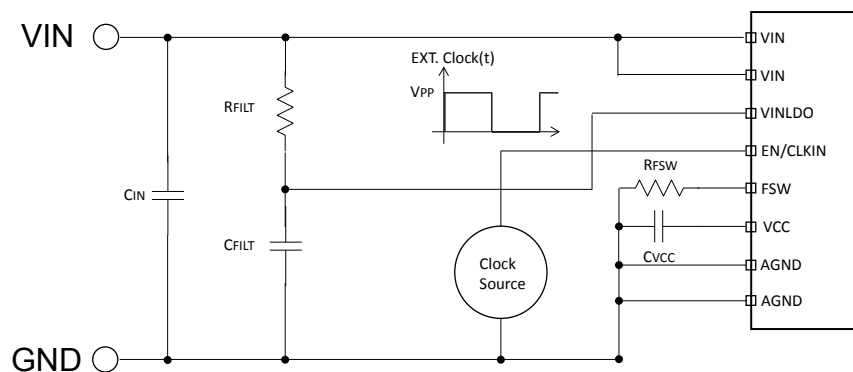 VIN
EXT. Clock(t)
VPP
RFILT
CIN
CFILT
Clock
Source
RFSW
CVCC
GND
VIN
VIN
VINLDO
EN/CLKIN
FSW
VCC
AGND
AGND